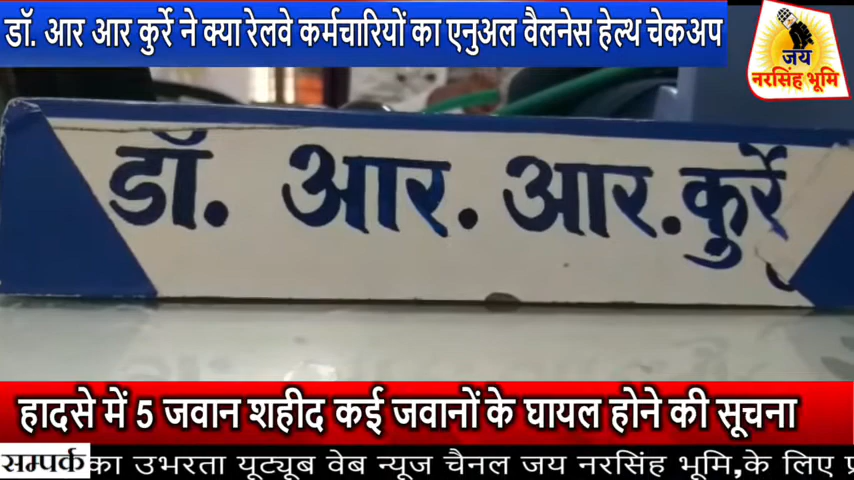 डॉ. आर आर कुर्रे ने क्या रेलवे कर्मचारियों का एनुअल वैलनेस हेल्थ चेकअप
जय
नरसिंह भूमि
डॉ. आर. आर. कुर्रे
हादसे में 5 जवान शहीद कई जवानों के घायल होने की सूचना
सम्पर्क का उभरता यूट्यूब वेब न्यूज चैनल जय नरसिंह भूमि,के लिए